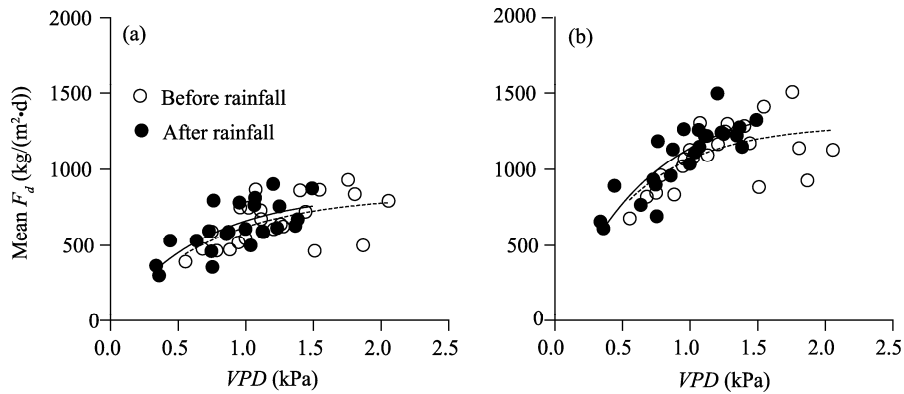 2000
(a)
1500
Before rainfall
After rainfall
1000
500
0
0.0 0.5 1.0 1.5 2.0 2.5
VPD (kPa)
Mean Fd (kg/(m²•d))
2000
(b)
1500
1000
500
0
0.0 0.5 1.0 1.5 2.0 2.5
VPD (kPa)